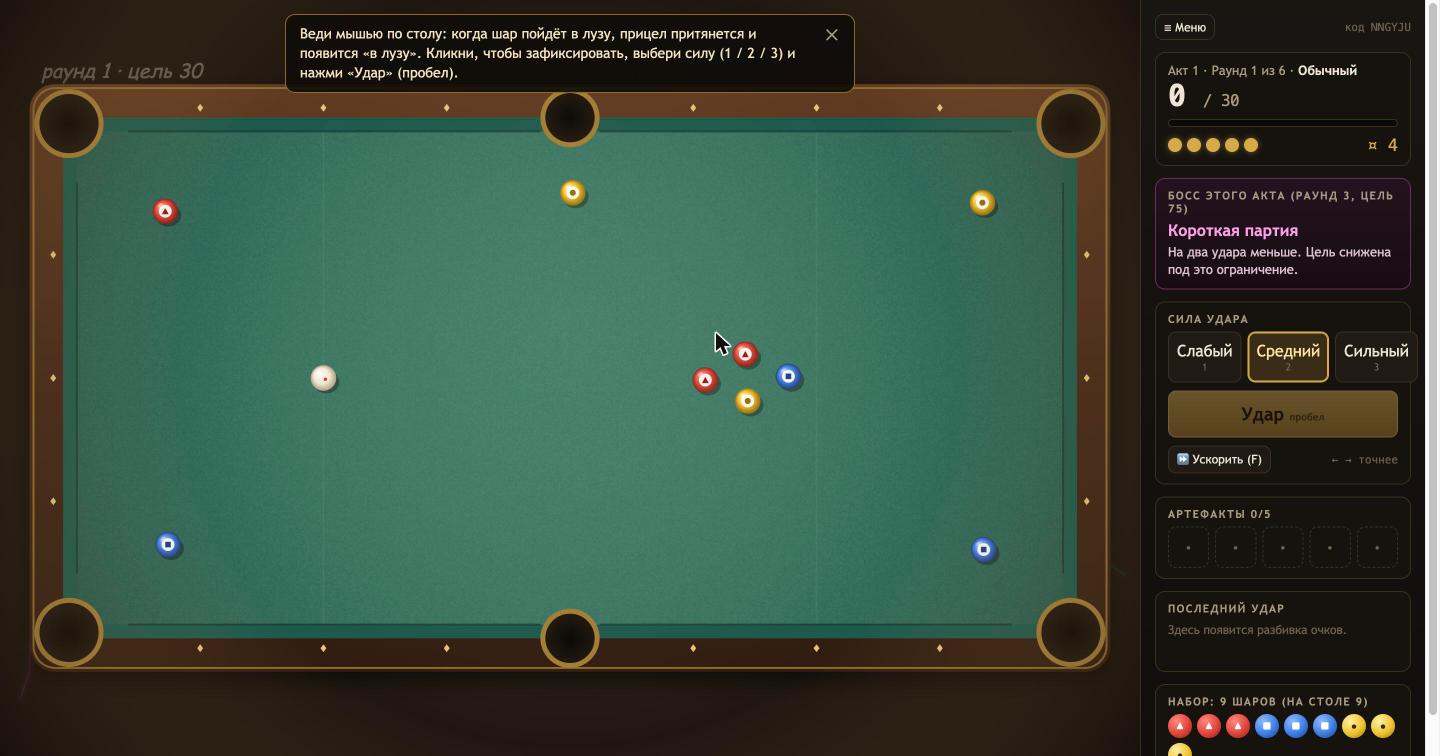 Веди мышью по столу: когда шар пойдёт в лузу, прицел притянется и
появится «в лузу». Кликни, чтобы зафиксировать, выбери силу (1 / 2 / 3) и
нажми «Удар» (пробел).
раунд 1 · цель 30
≡ Меню
код NNGYJU
Акт 1 · Раунд 1 из 6 · Обычный
0 / 30
¤ 4
БОСС ЭТОГО АКТА (РАУНД 3, ЦЕЛЬ
75)
Короткая партия
На два удара меньше. Цель снижена
под это ограничение.
СИЛА УДАРА
Слабый
1
Средний
2
Сильный
3
Удар пробел
Ускорить (F)
← → точнее
АРТЕФАКТЫ 0/5
ПОСЛЕДНИЙ УДАР
Здесь появится разбивка очков.
НАБОР: 9 ШАРОВ (НА СТОЛЕ 9)